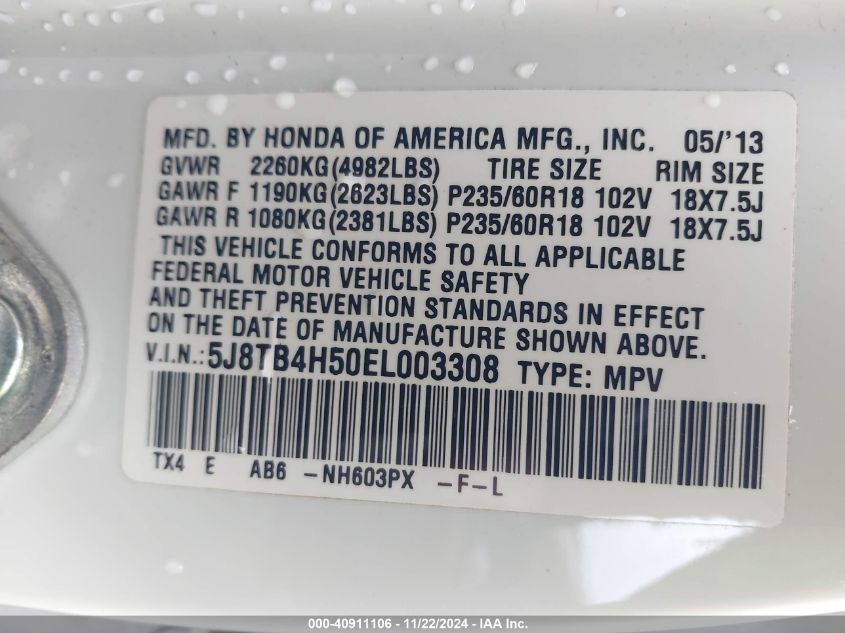 MFD. BY HONDA OF AMERICA MFG., INC. 05/'13
GVWR 2260KG(4982LBS) TIRE SIZE RIM SIZE
GAWR F 1190KG(2623LBS) P235/60R18 102V 18X7.5J
GAWR R 1080KG(2381LBS) P235/60R18 102V 18X7.5J
THIS VEHICLE CONFORMS TO ALL APPLICABLE
FEDERAL MOTOR VEHICLE SAFETY
AND THEFT PREVENTION STANDARDS IN EFFECT
ON THE DATE OF MANUFACTURE SHOWN ABOVE.
V.I.N.:5J8TB4H50EL003308 TYPE: MPV
TX4 E AB6 -NH603PX -F-L
000-40911106 - 11/22/2024 - IAA Inc.